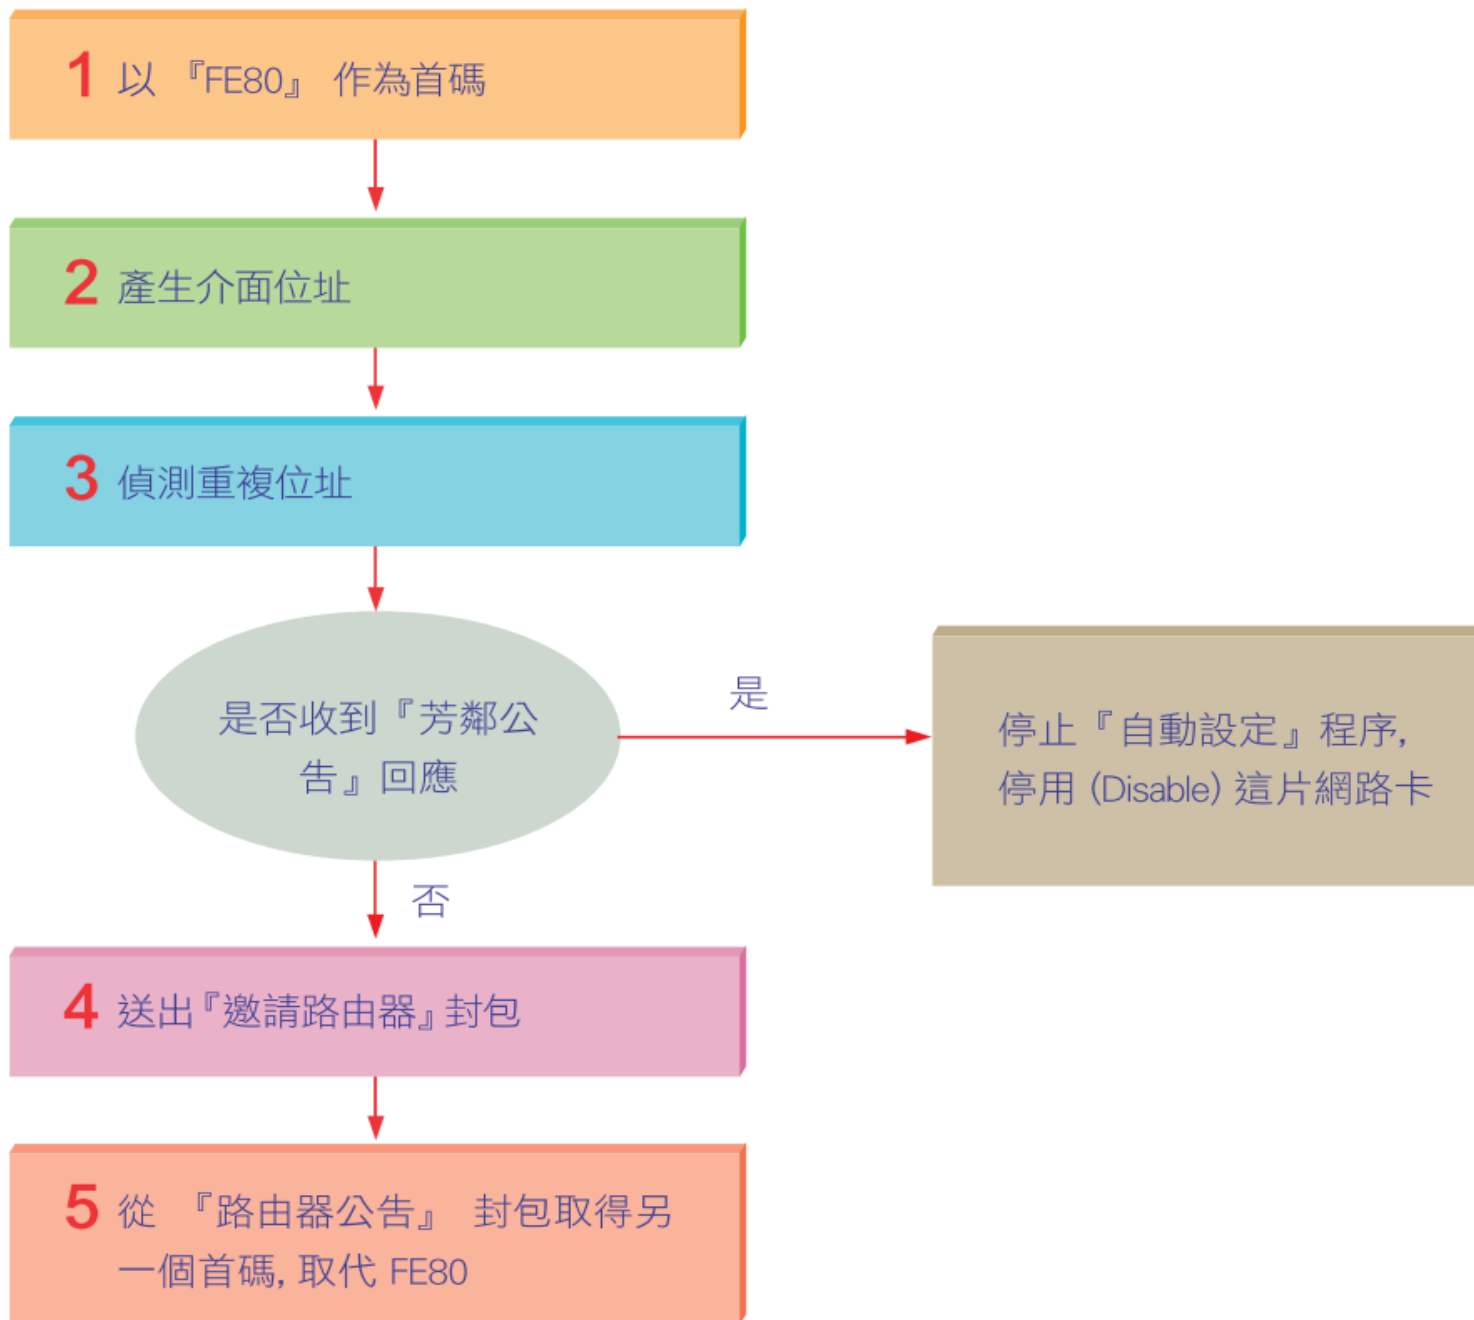 1 以 『FE80』 作為首碼
2 產生介面位址
3 偵測重複位址
是否收到『芳鄰公
告』回應
是
停止『自動設定』程序,
停用 (Disable) 這片網路卡
否
4 送出『邀請路由器』封包
5 從 『路由器公告』 封包取得另
一個首碼, 取代 FE80